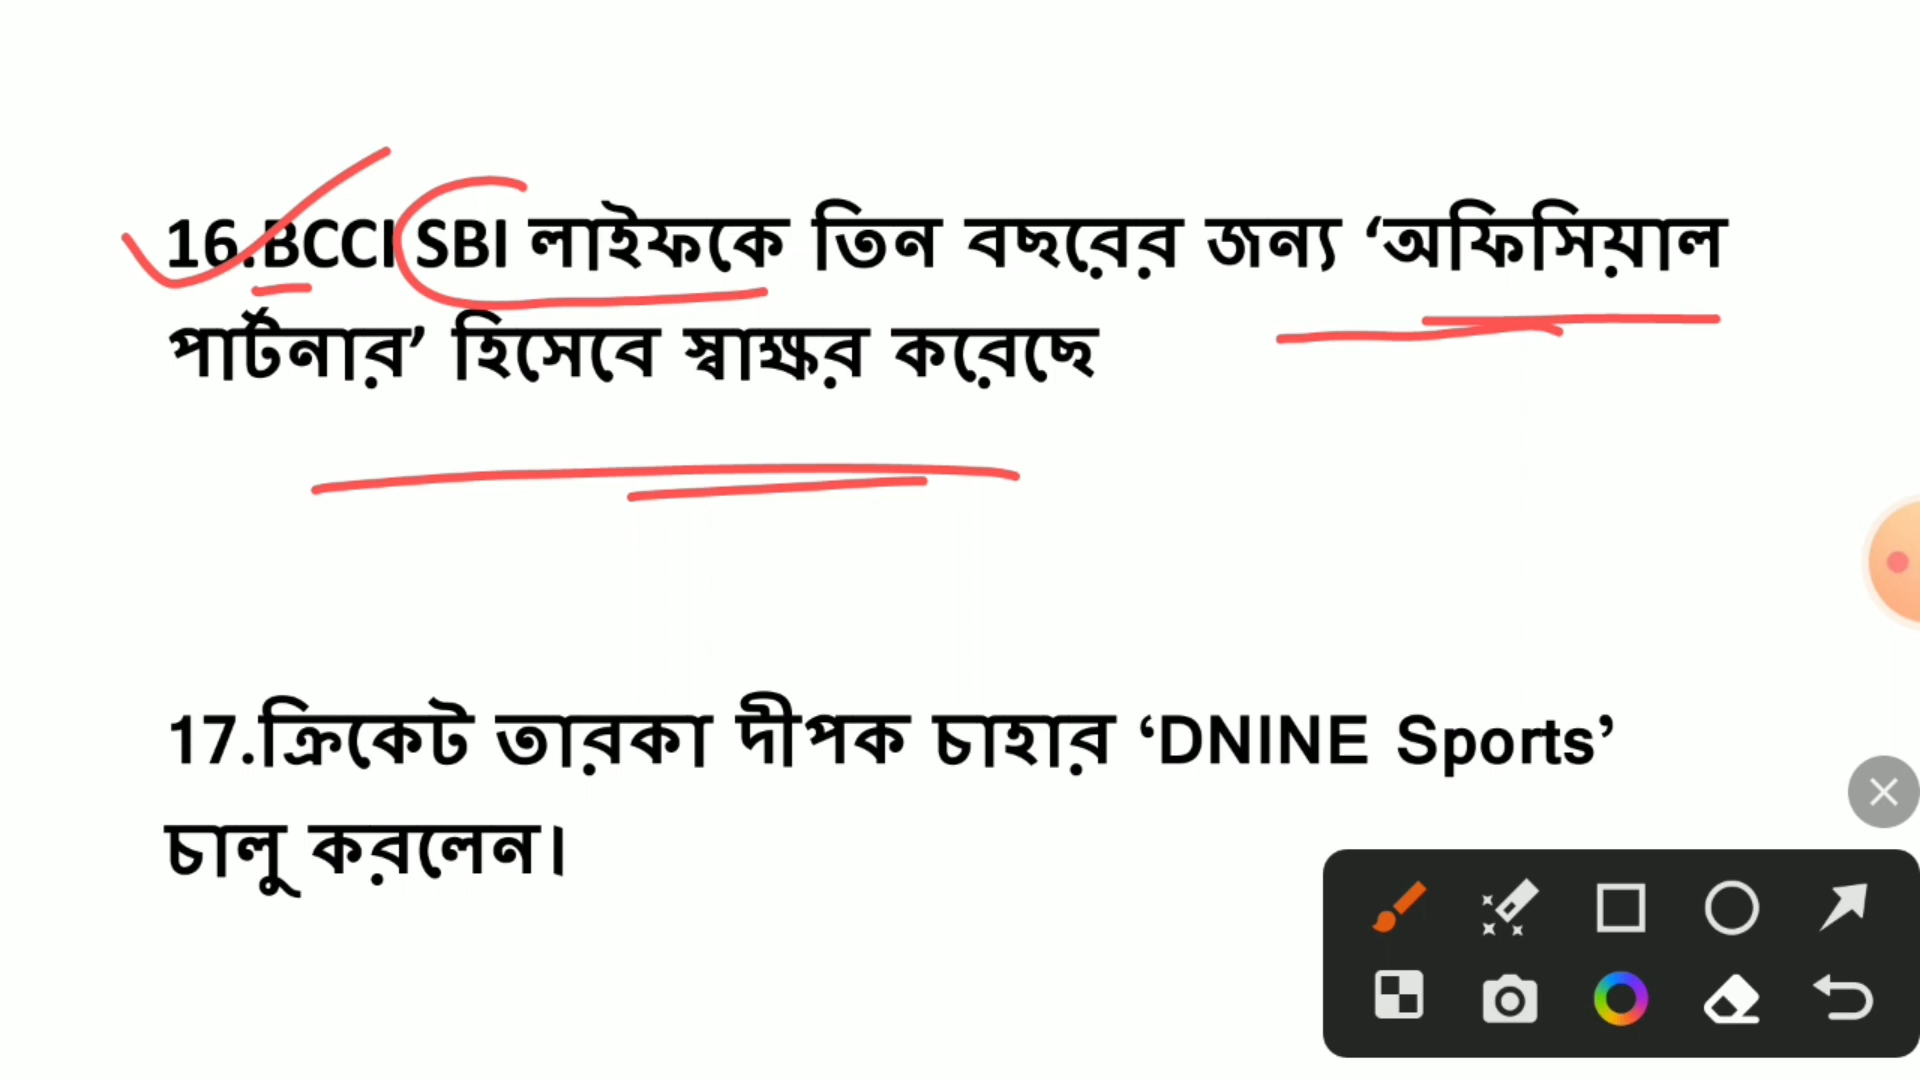 16.BCCI SBI লাইফকে তিন বছরের জন্য ‘অফিসিয়াল
পার্টনার’ হিসেবে স্বাক্ষর করেছে
17.ক্রিকেট তারকা দীপক চাহার ‘DNINE Sports’
চালু করলেন।